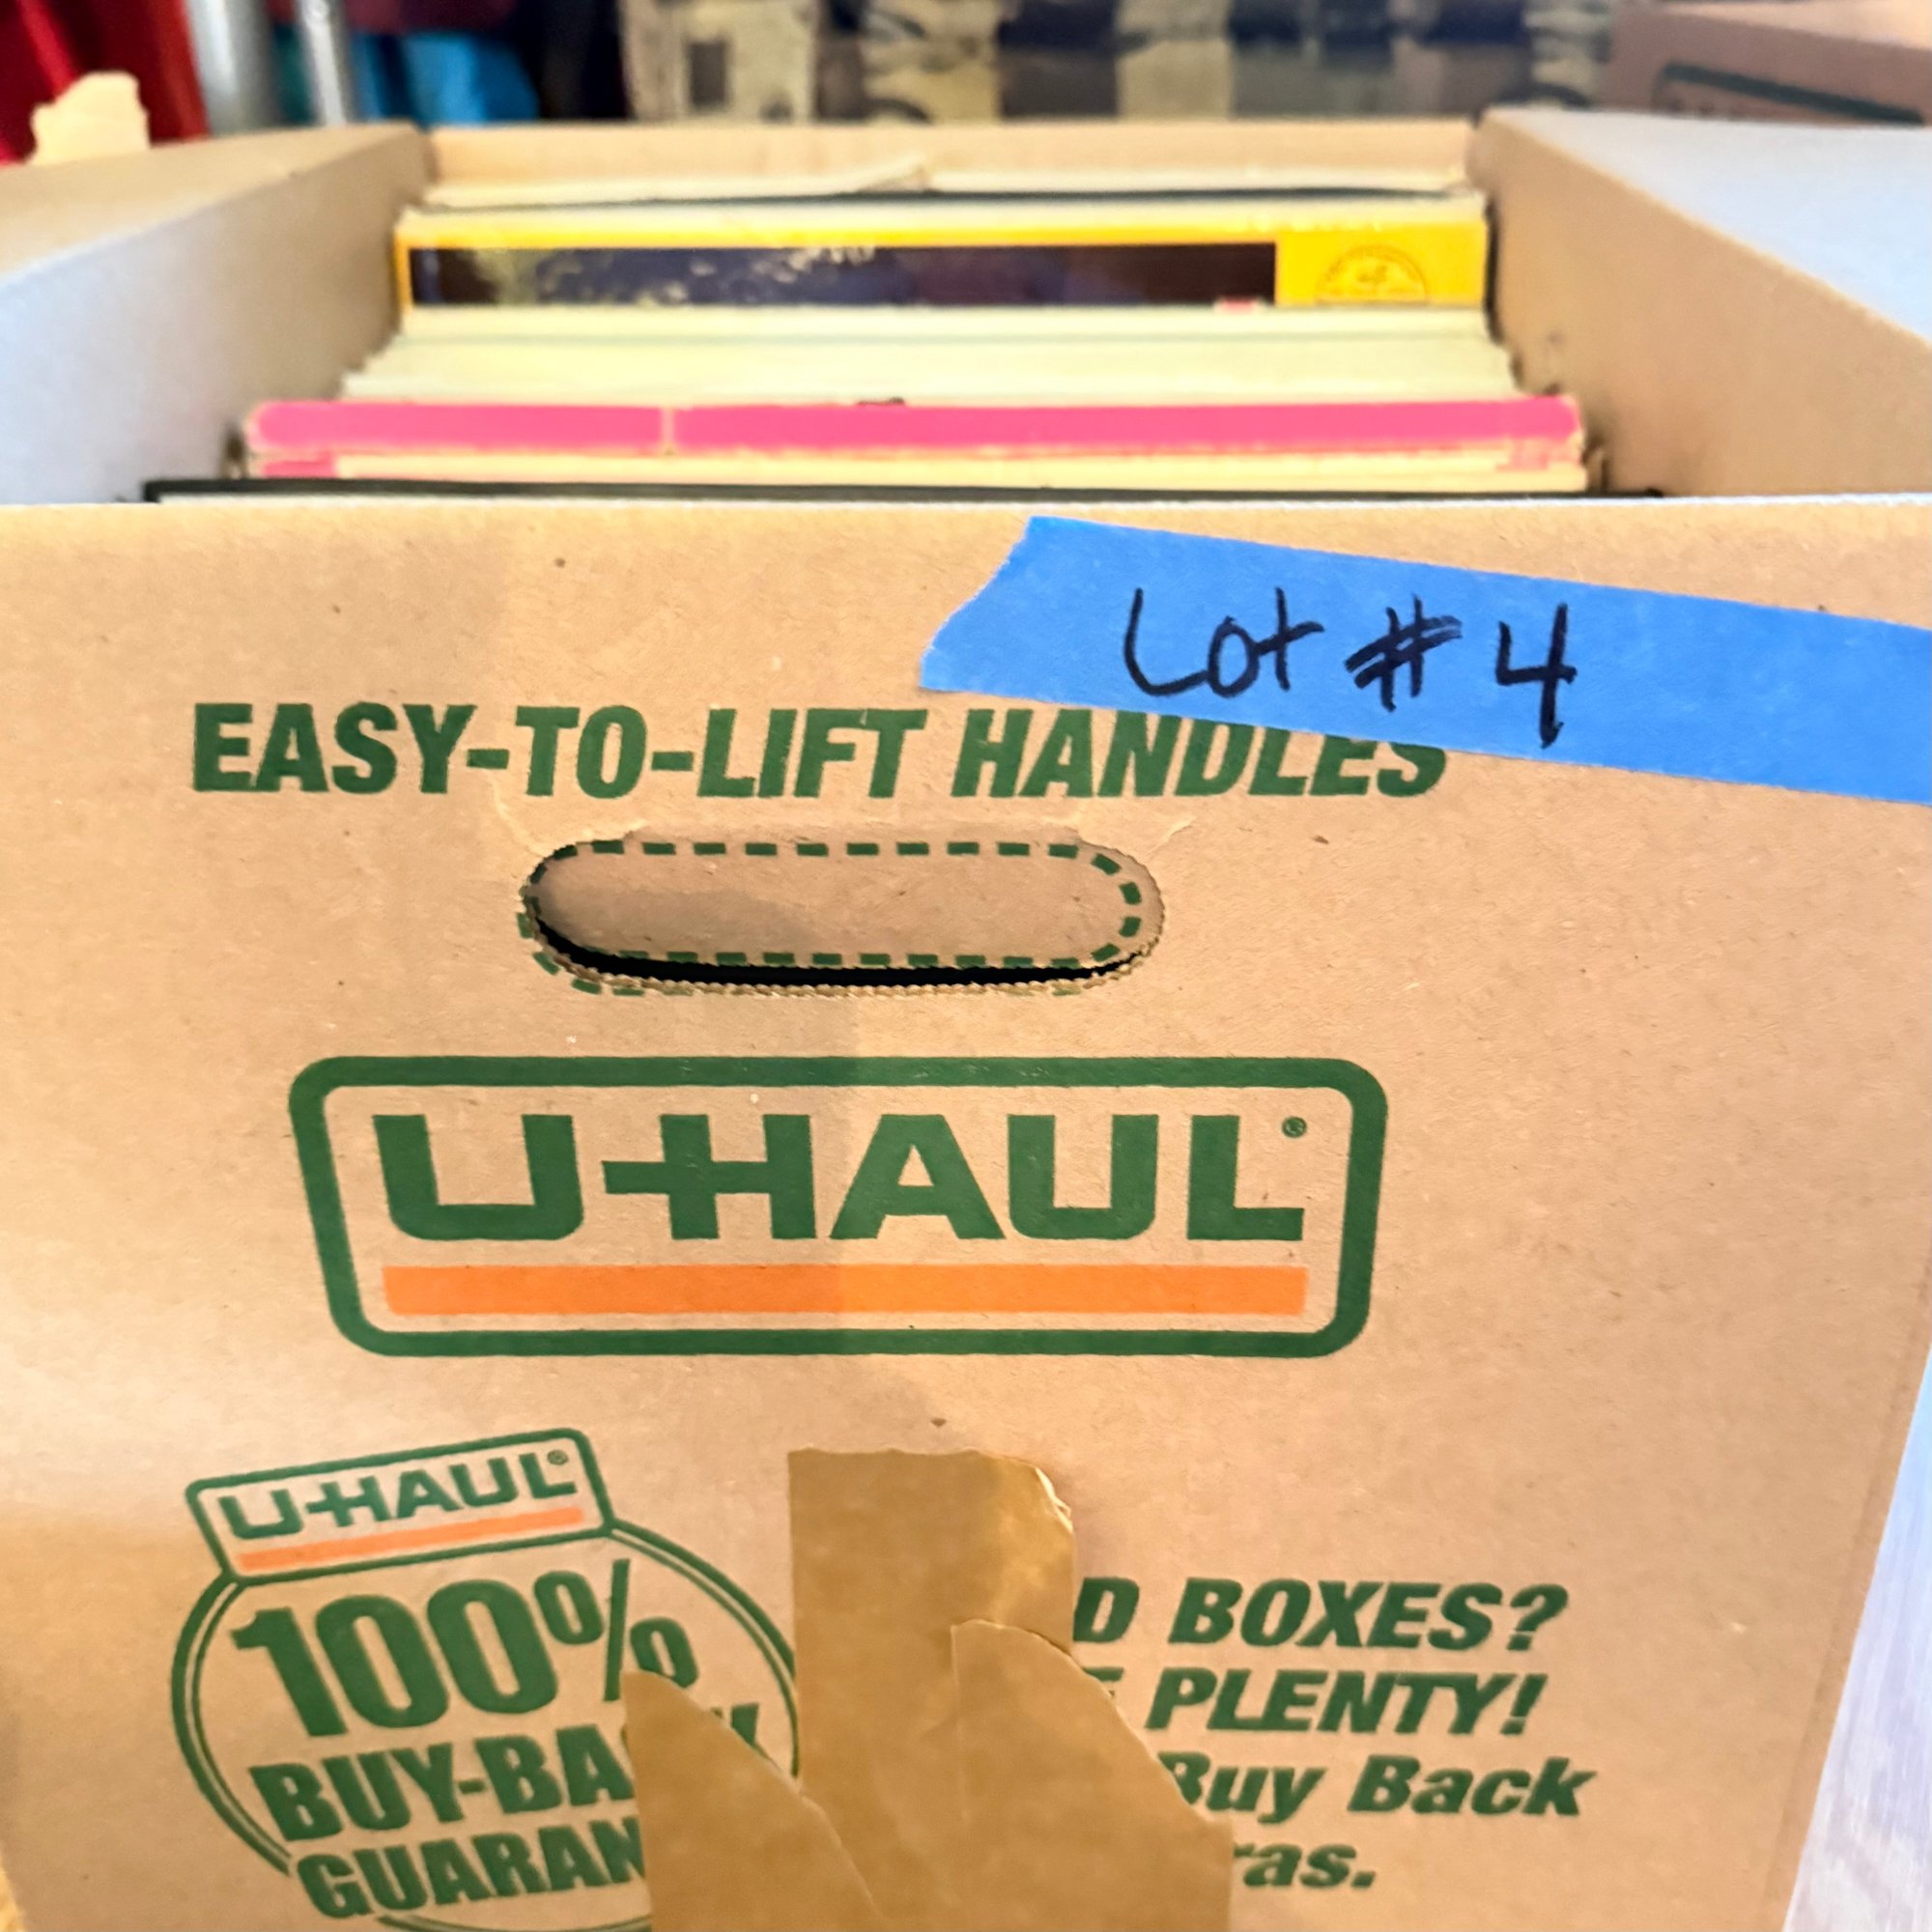 Lot # 4
EASY-TO-LIFT HANDLES
U-HAUL®
U-HAUL®
100%
BUY-BA
GUARAN
D BOXES?
E PLENTY!
Buy Back
ras.